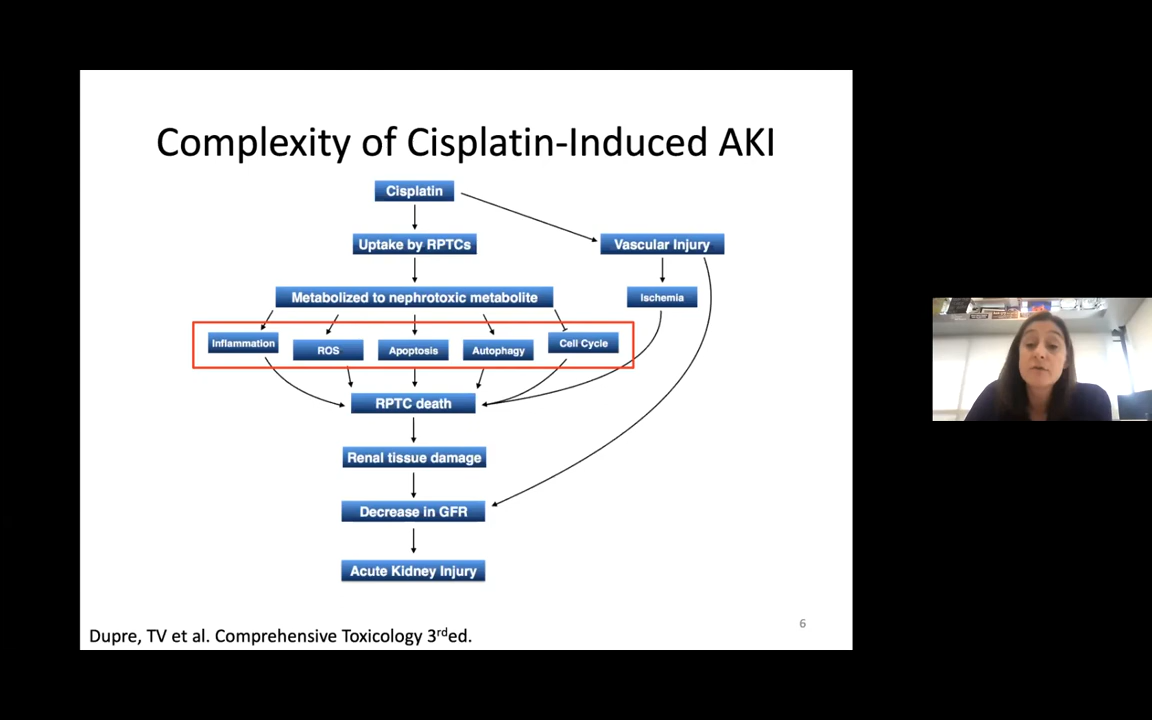 Complexity of Cisplatin-Induced AKI
Cisplatin
Uptake by RPTCs
Vascular Injury
Metabolized to nephrotoxic metabolite
Ischemia
Inflammation
ROS
Apoptosis
Autophagy
Cell Cycle
RPTC death
Renal tissue damage
Decrease in GFR
Acute Kidney Injury
Dupre, TV et al. Comprehensive Toxicology 3rd ed.
6